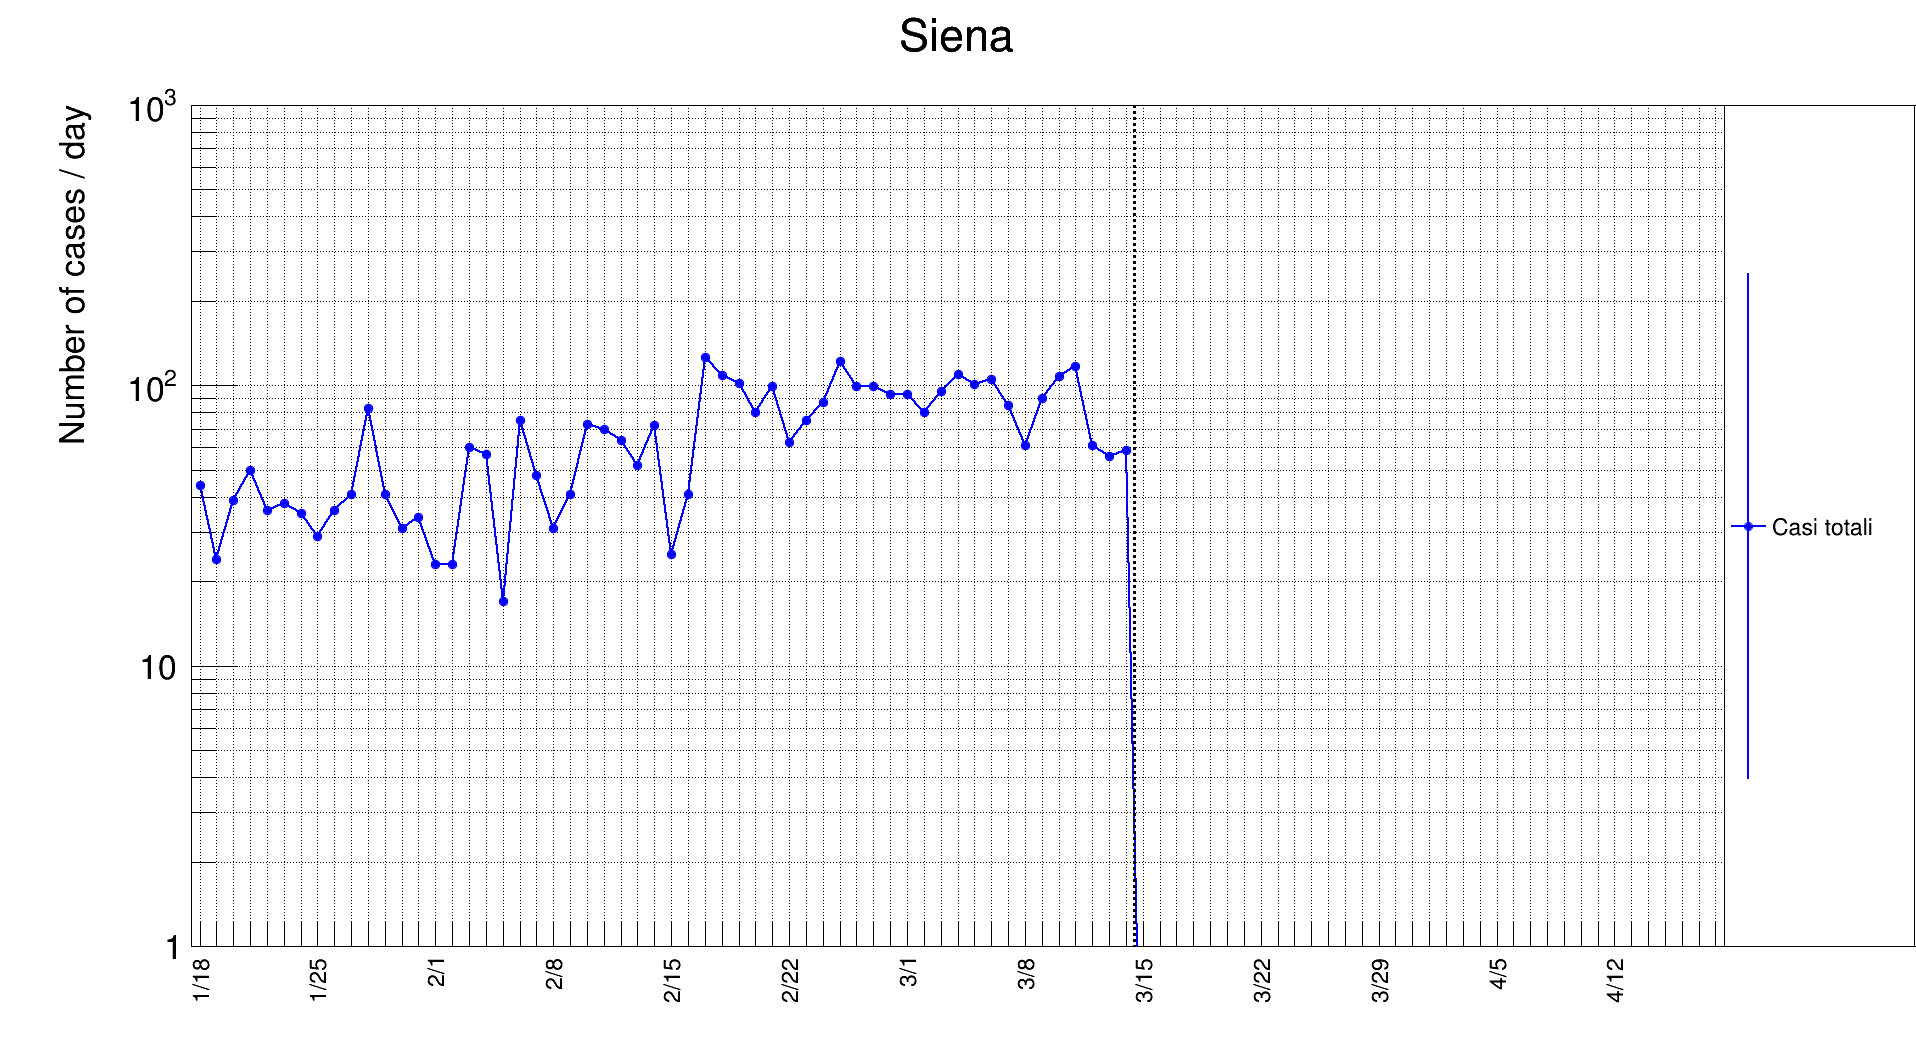 Siena
Number of cases / day
10³
10²
10
1
1/18 1/25 2/1 2/8 2/15 2/22 3/1 3/8 3/15 3/22 3/29 4/5 4/12
Casi totali